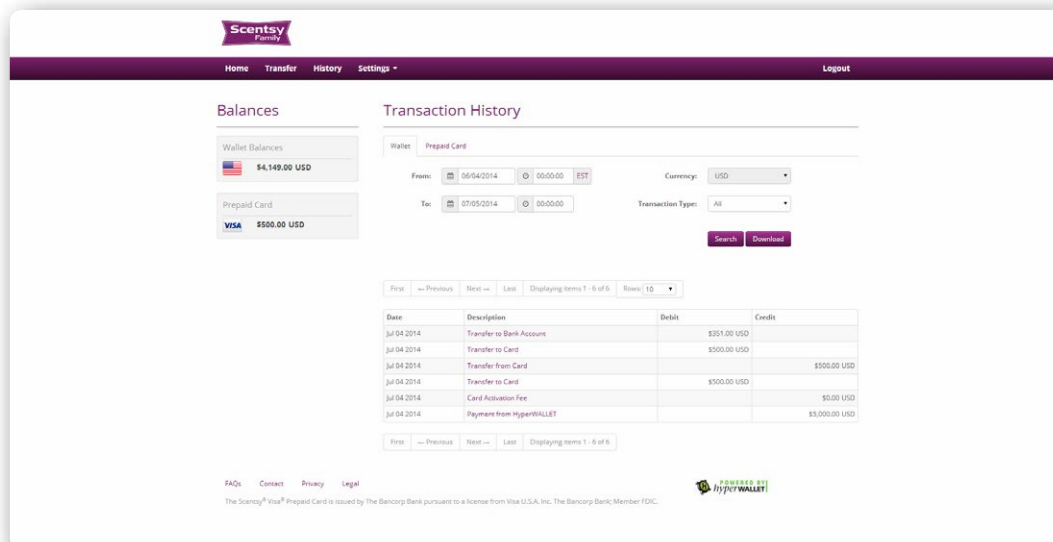 Scentsy
Family
Home Transfer History Settings Logout
Balances
Wallet Balances
$4,149.00 USD
Prepaid Card
VISA $500.00 USD
Transaction History
Wallet Prepaid Card
From: 06/04/2014 00:00:00 EST Currency: USD
To: 07/05/2014 00:00:00 Transaction Type: All
Search Download
First ← Previous Next → Last Displaying items 1 - 6 of 6 Rows: 10
Date Description Debit Credit
Jul 04 2014 Transfer to Bank Account $351.00 USD
Jul 04 2014 Transfer to Card $500.00 USD
Jul 04 2014 Transfer from Card $500.00 USD
Jul 04 2014 Transfer to Card $500.00 USD
Jul 04 2014 Card Activation Fee $0.00 USD
Jul 04 2014 Payment from HyperWALLET $5,000.00 USD
First ← Previous Next → Last Displaying items 1 - 6 of 6
FAQs Contact Privacy Legal
POWERED BY
hyperWALLET
The Scentsy® Visa® Prepaid Card is issued by The Bancorp Bank pursuant to a license from Visa U.S.A. Inc. The Bancorp Bank; Member FDIC.